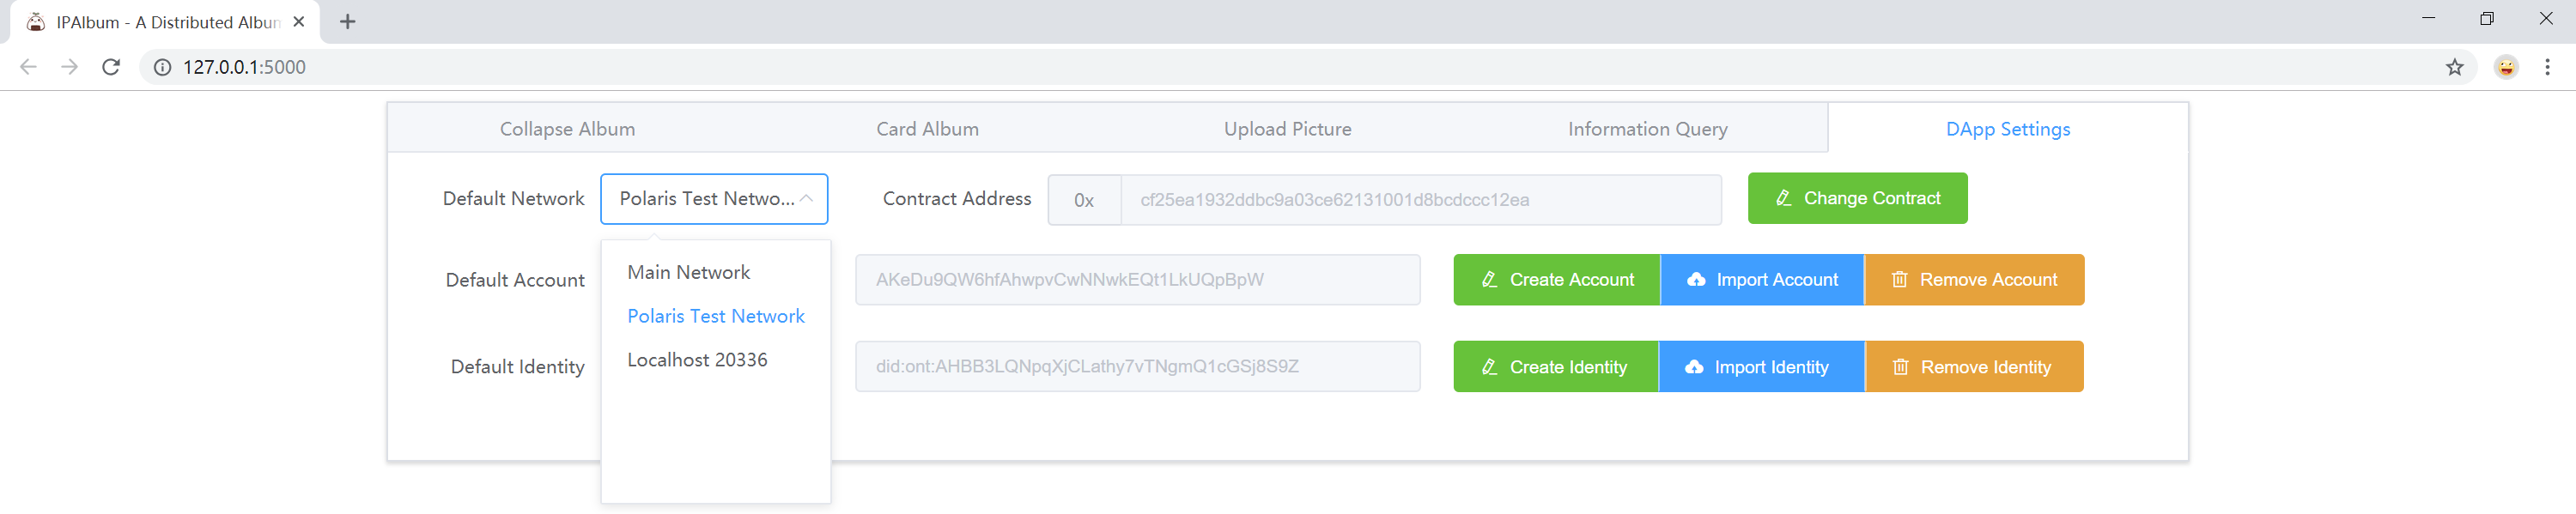 IPAlbum - A Distributed Album
127.0.0.1:5000
Collapse Album
Card Album
Upload Picture
Information Query
DApp Settings
Default Network
Polaris Test Netwo...
Contract Address
0x
cf25ea1932ddbc9a03ce62131001d8bcdccc12ea
Change Contract
Main Network
Polaris Test Network
Localhost 20336
Default Account
AKeDu9QW6hfAhwpvCwNNwkEQt1LkUQpBpW
Create Account
Import Account
Remove Account
Default Identity
did:ont:AHBB3LQNpqXjCLathy7vTNgmQ1cGSj8S9Z
Create Identity
Import Identity
Remove Identity